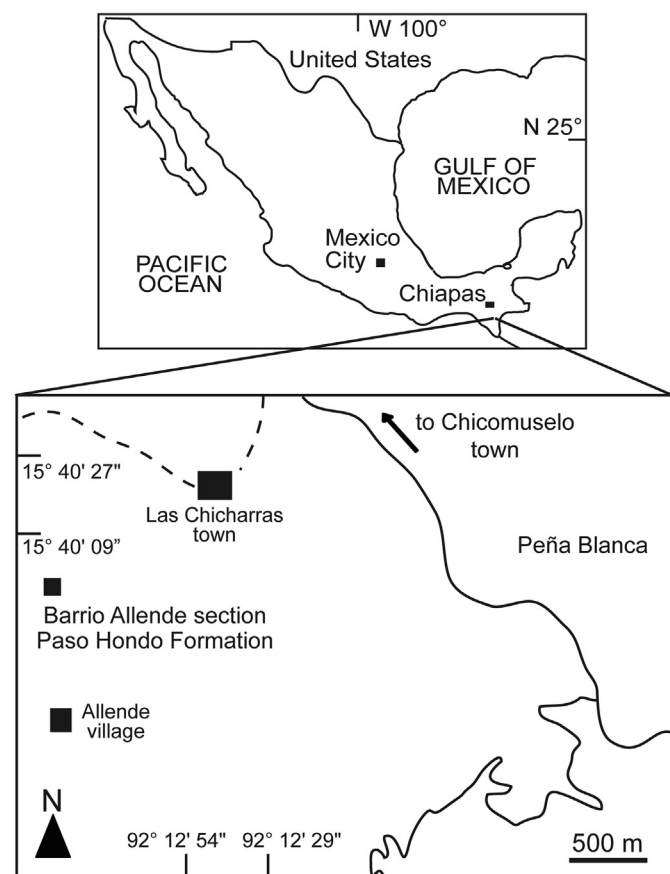 W 100°
United States
N 25°
GULF OF
MEXICO
Mexico
City
PACIFIC
OCEAN
Chiapas
to Chicomuselo
town
15° 40' 27"
Las Chicharras
town
15° 40' 09"
Peña Blanca
Barrio Allende section
Paso Hondo Formation
Allende
village
N
92° 12' 54" 92° 12' 29"
500 m